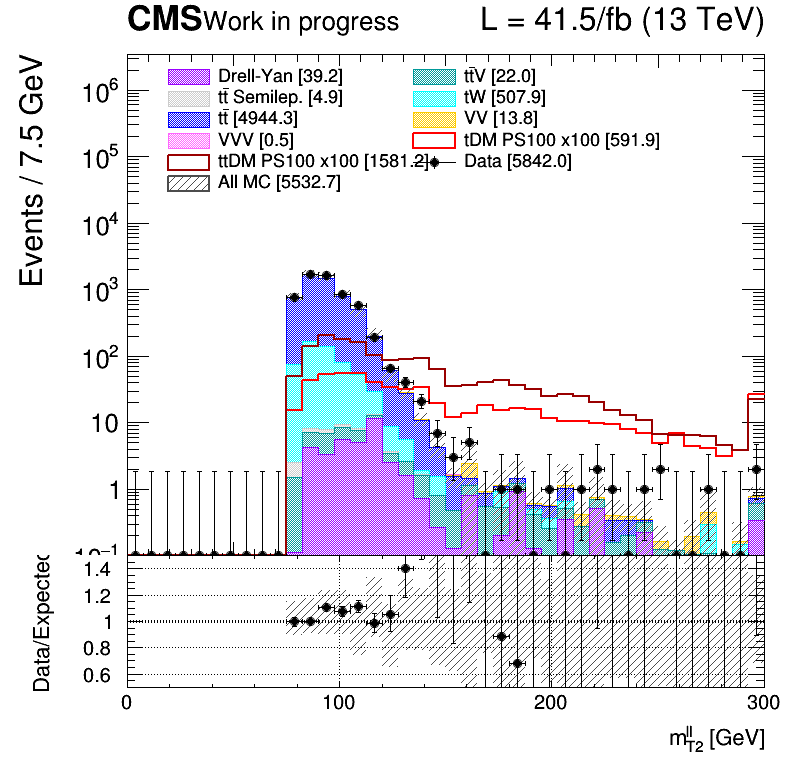 CMS Work in progress L = 41.5/fb (13 TeV)
Events / 7.5 GeV
Drell-Yan [39.2] tt̄V [22.0]
tt̄ Semilep. [4.9] tW [507.9]
tt̄ [4944.3] VV [13.8]
VVV [0.5] tDM PS100 x100 [591.9]
ttDM PS100 x100 [1581.2] Data [5842.0]
All MC [5532.7]
10⁶
10⁵
10⁴
10³
10²
10
1
10⁻¹
Data/Expected
1.4
1.2
1
0.8
0.6
0 100 200 300
m_{T2}^{ll} [GeV]